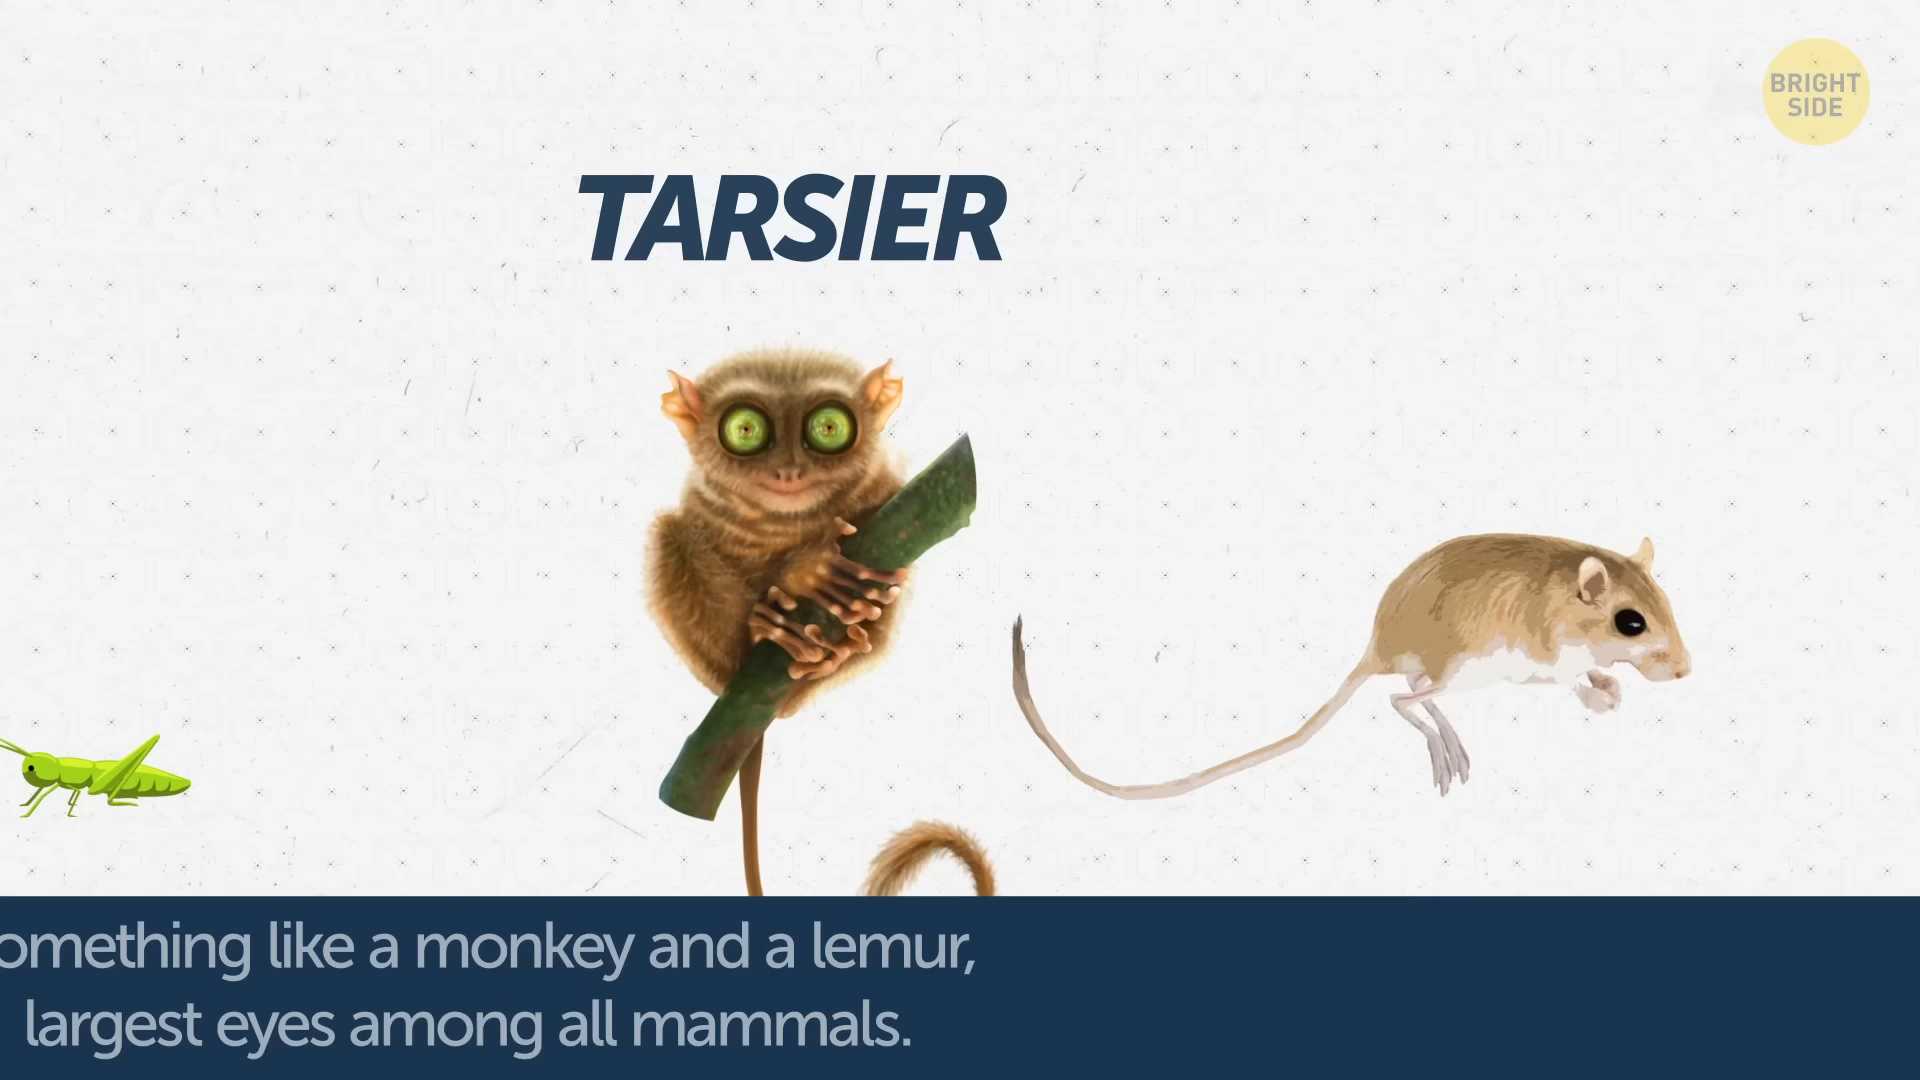 BRIGHT
SIDE
TARSIER
omething like a monkey and a lemur,
largest eyes among all mammals.